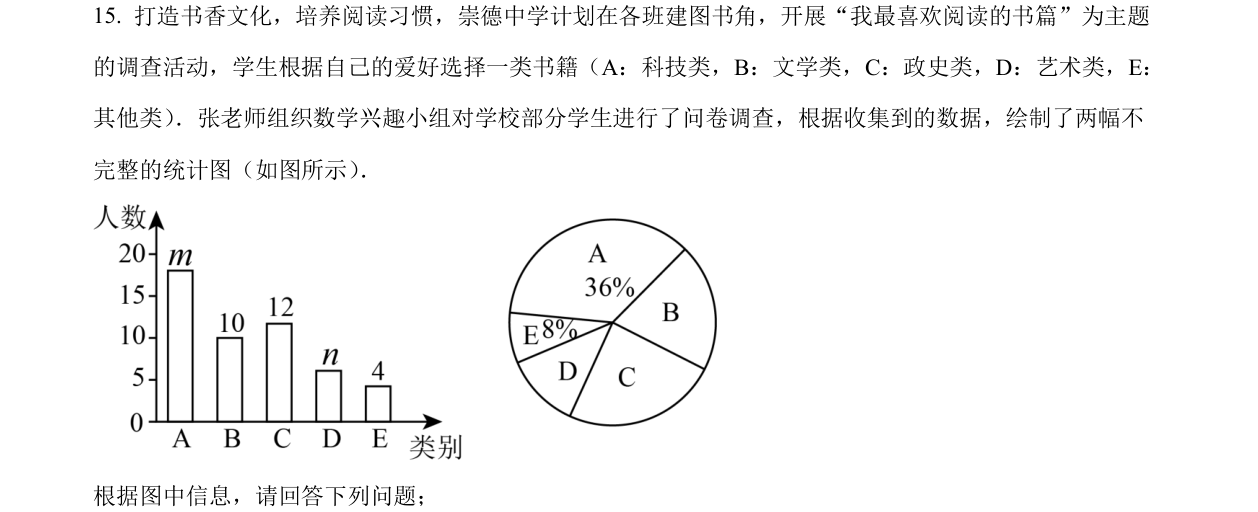 15. 打造书香文化，培养阅读习惯，崇德中学计划在各班建图书角，开展“我最喜欢阅读的书篇”为主题
的调查活动，学生根据自己的爱好选择一类书籍（A：科技类，B：文学类，C：政史类，D：艺术类，E：
其他类）．张老师组织数学兴趣小组对学校部分学生进行了问卷调查，根据收集到的数据，绘制了两幅不
完整的统计图（如图所示）．
人数
20
15
10
5
0
m
10
12
n
4
A B C D E
类别
A
36%
B
E 8%
D
C
根据图中信息，请回答下列问题；